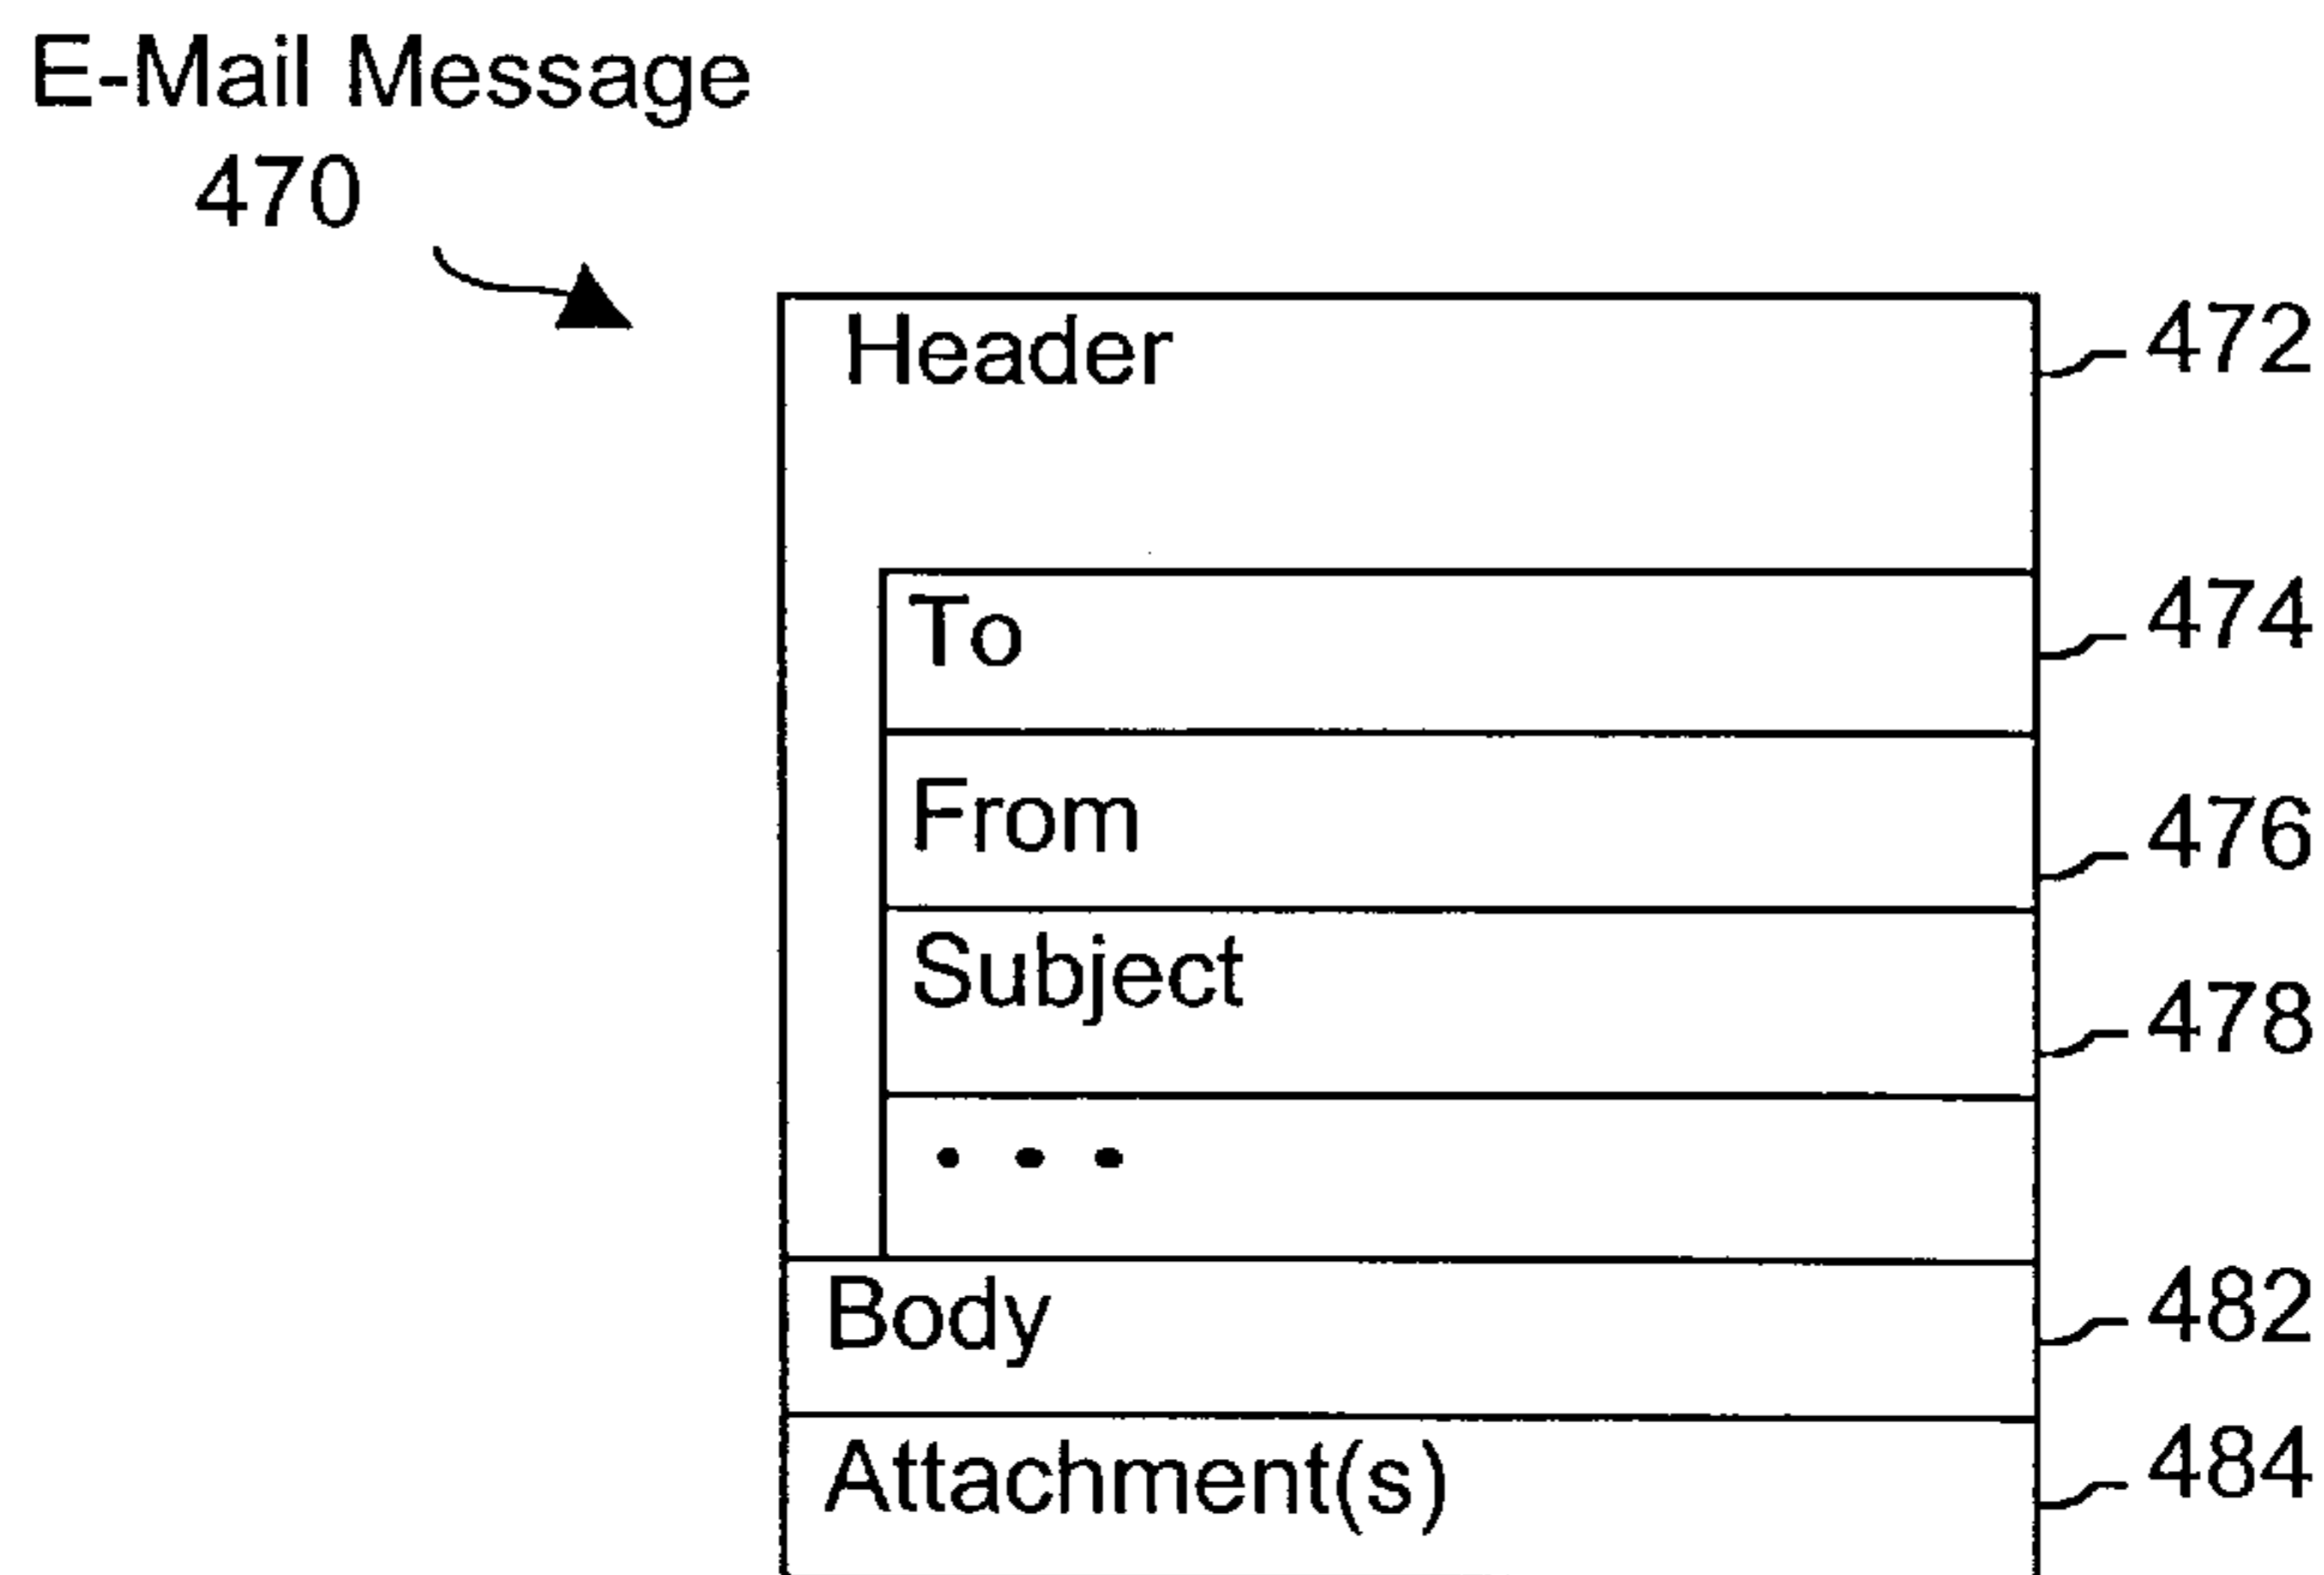 E-Mail Message
470
Header 472
To 474
From 476
Subject 478
• • •
Body 482
Attachment(s) 484